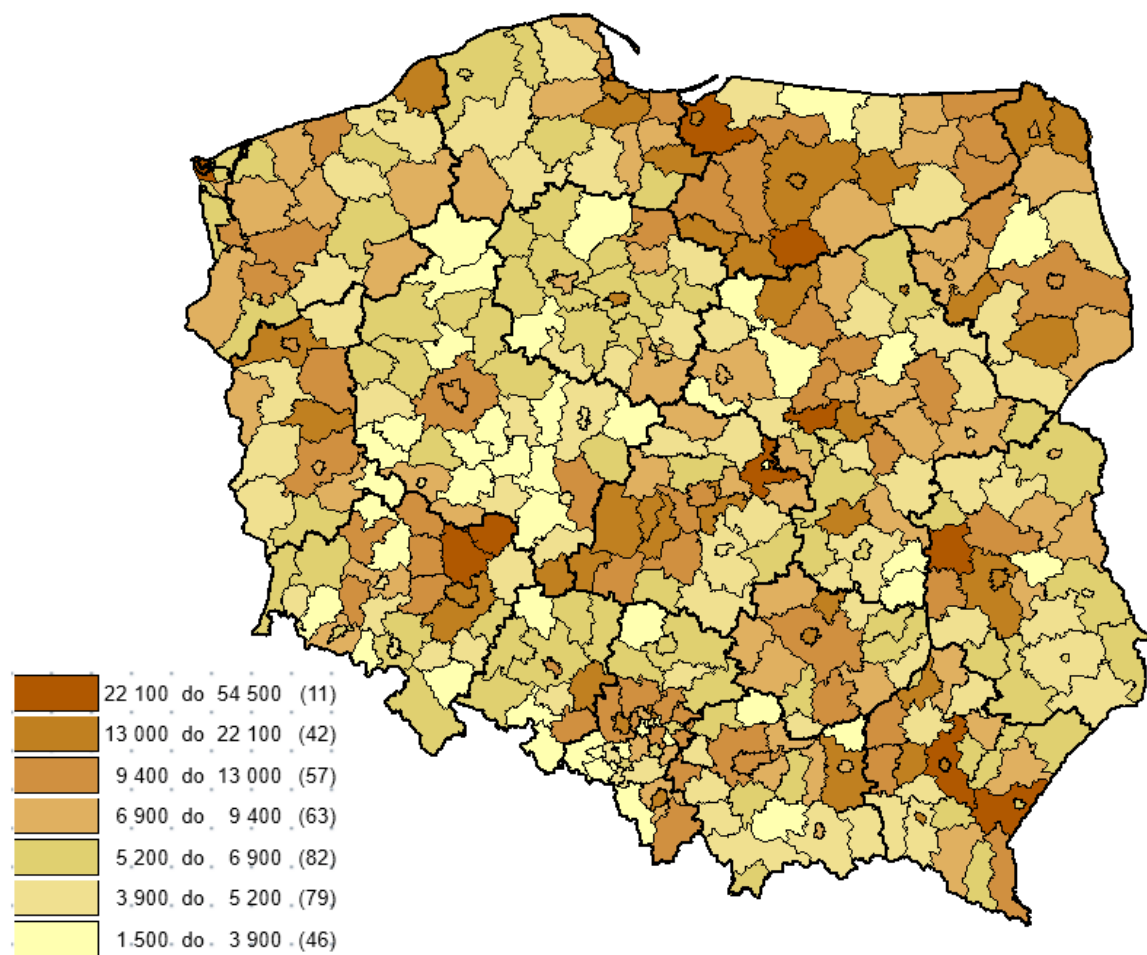 22 100 do 54 500 (11)
13 000 do 22 100 (42)
9 400 do 13 000 (57)
6 900 do 9 400 (63)
5 200 do 6 900 (82)
3 900 do 5 200 (79)
1 500 do 3 900 (46)